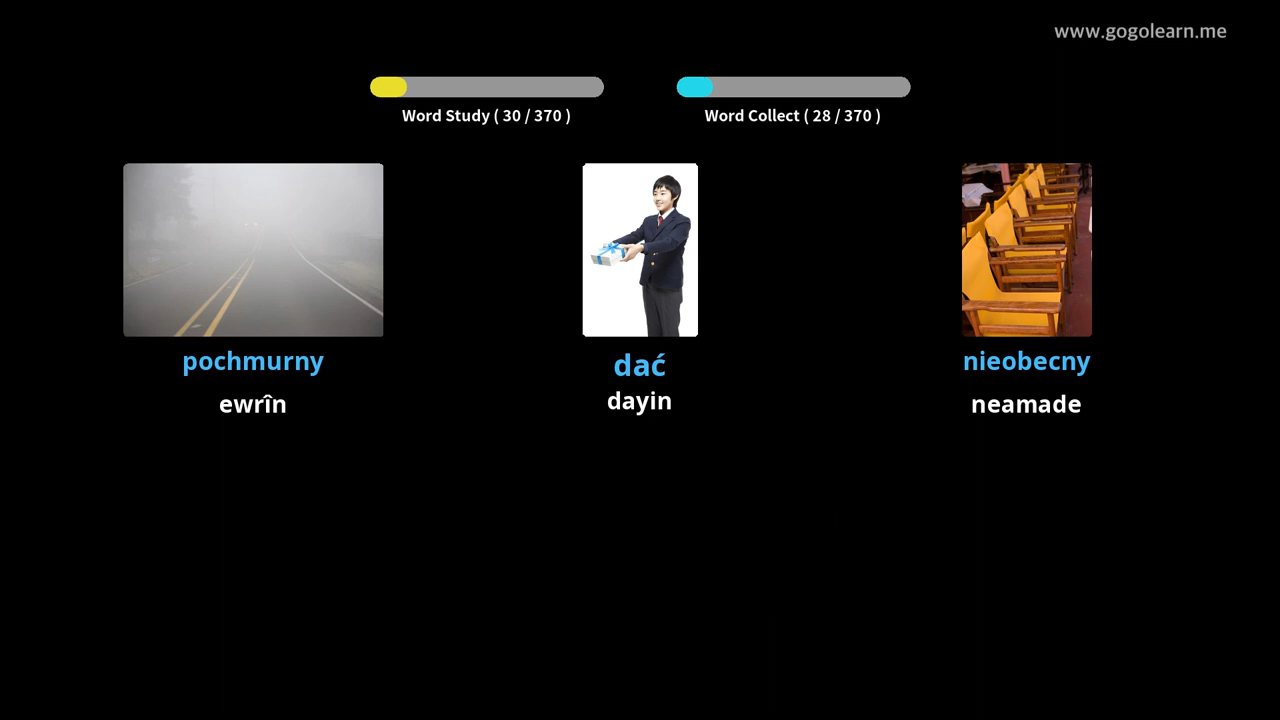 www.gogolearn.me
Word Study ( 30 / 370 )
Word Collect ( 28 / 370 )
pochmurny
ewrîn
dać
dayin
nieobecny
neamade